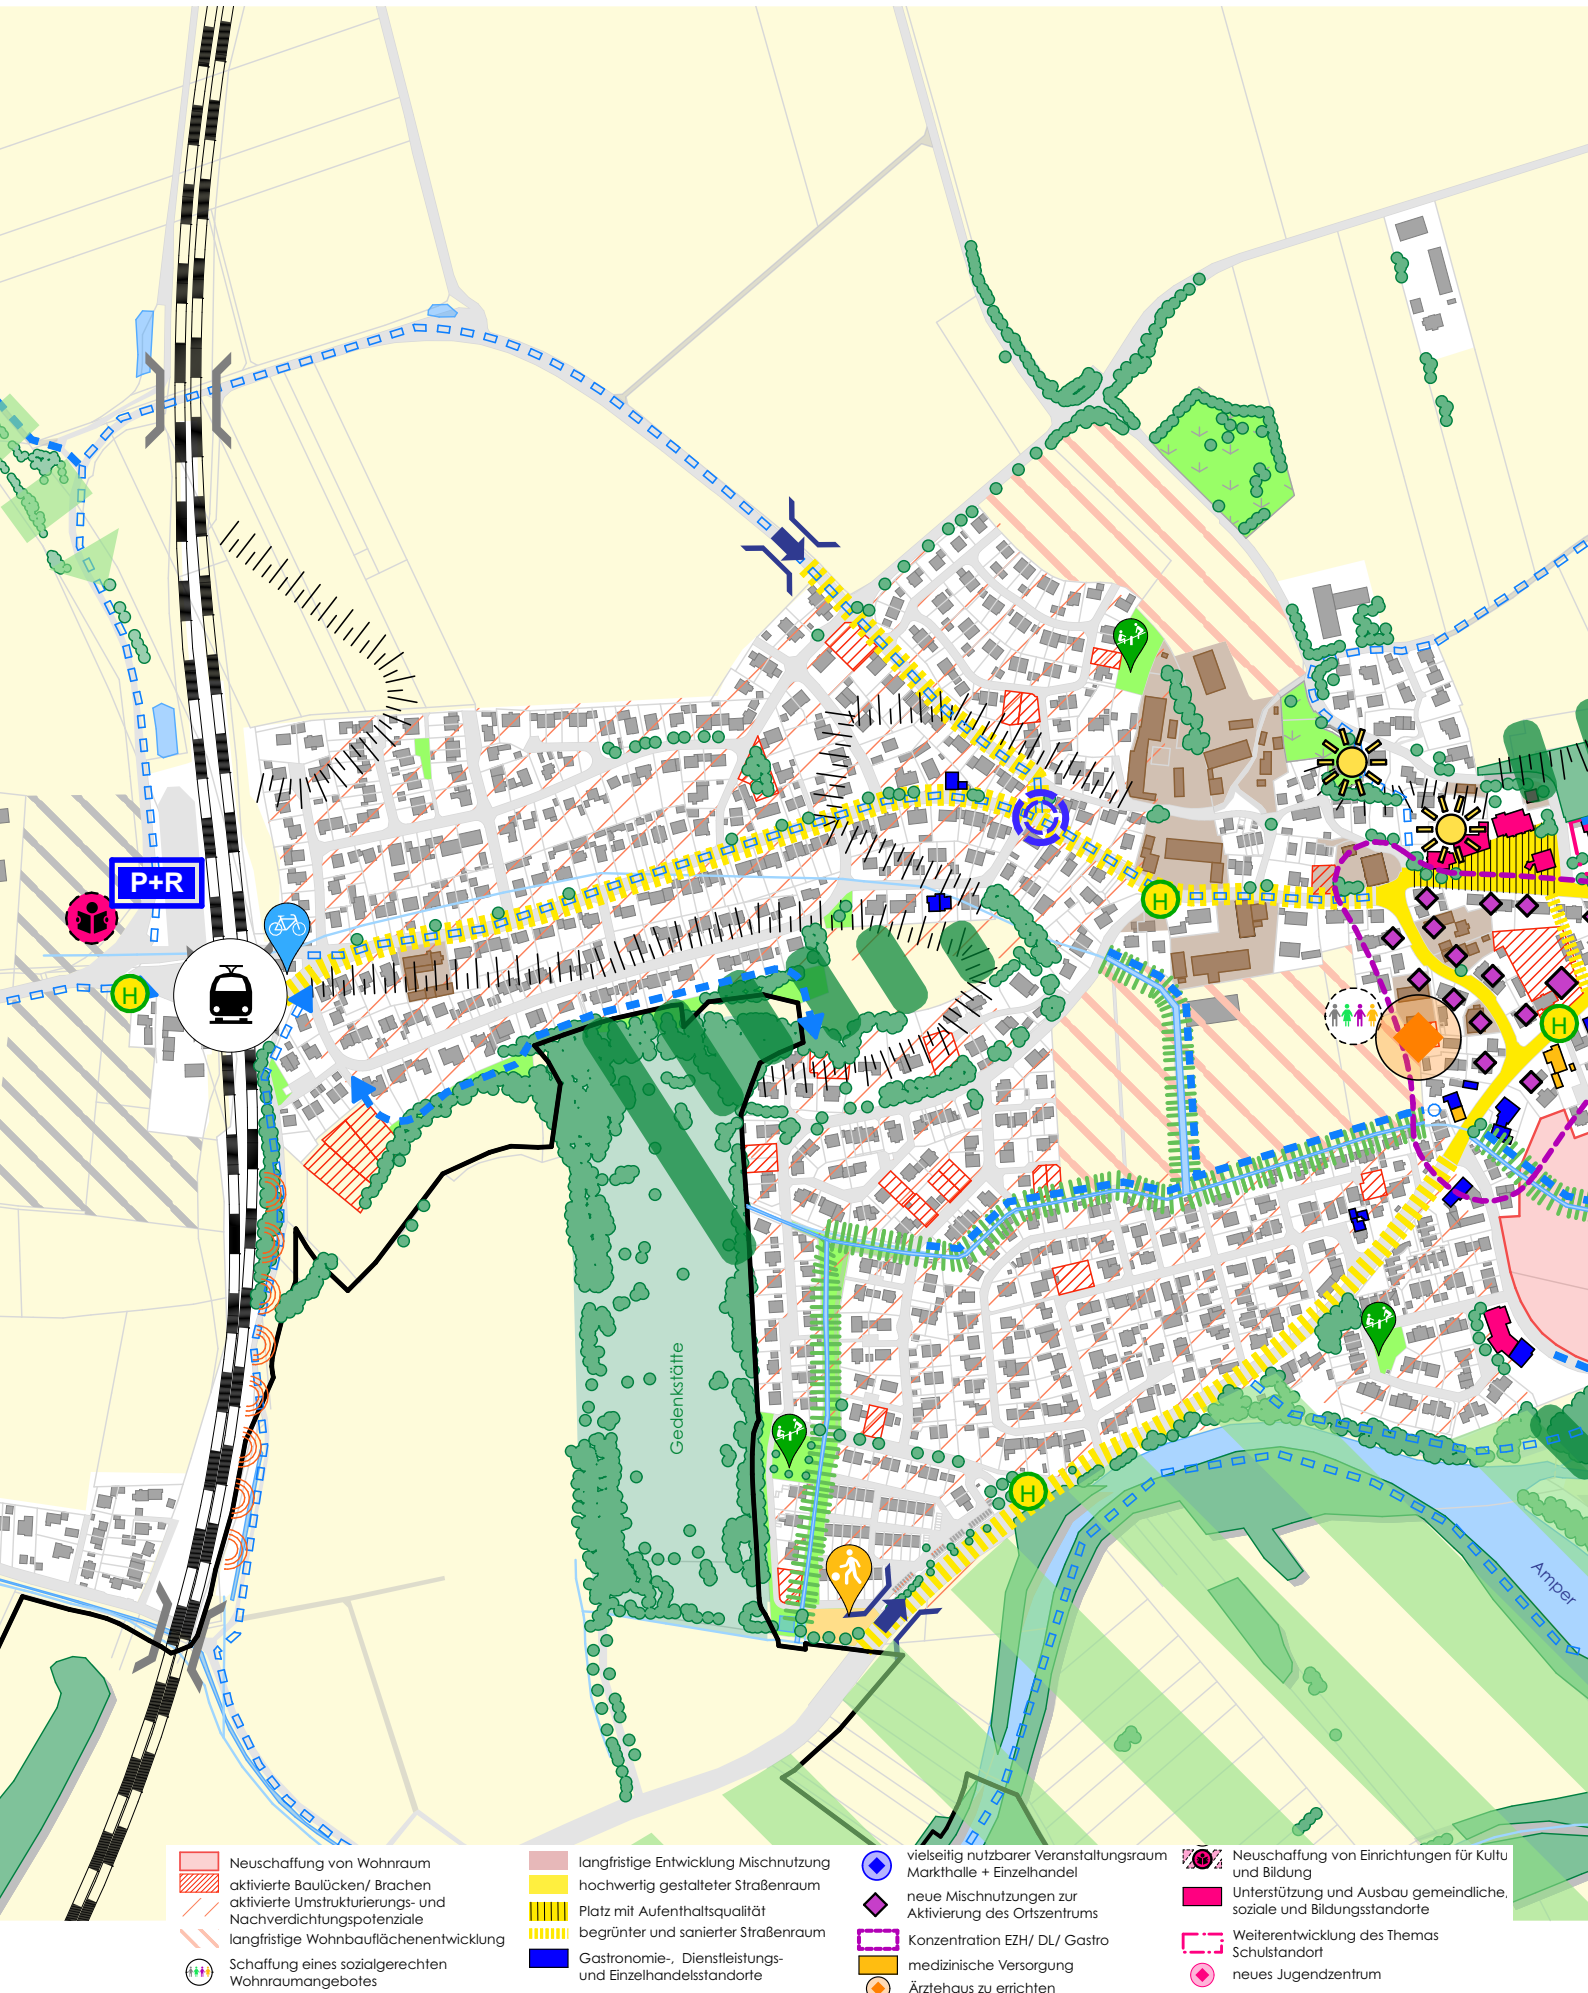 P+R
H
H
H
H
Gedenkstätte
Amper
Neuschaffung von Wohnraum
aktivierte Baulücken/ Brachen
aktivierte Umstrukturierungs- und
Nachverdichtungspotenziale
langfristige Wohnbauflächenentwicklung
Schaffung eines sozialgerechten
Wohnraumangebotes
langfristige Entwicklung Mischnutzung
hochwertig gestalteter Straßenraum
Platz mit Aufenthaltsqualität
begrünter und sanierter Straßenraum
Gastronomie-, Dienstleistungs-
und Einzelhandelsstandorte
vielseitig nutzbarer Veranstaltungsraum
Markthalle + Einzelhandel
neue Mischnutzungen zur
Aktivierung des Ortszentrums
Konzentration EZH/ DL/ Gastro
medizinische Versorgung
Ärztehaus zu errichten
Neuschaffung von Einrichtungen für Kultu
und Bildung
Unterstützung und Ausbau gemeindliche,
soziale und Bildungsstandorte
Weiterentwicklung des Themas
Schulstandort
neues Jugendzentrum